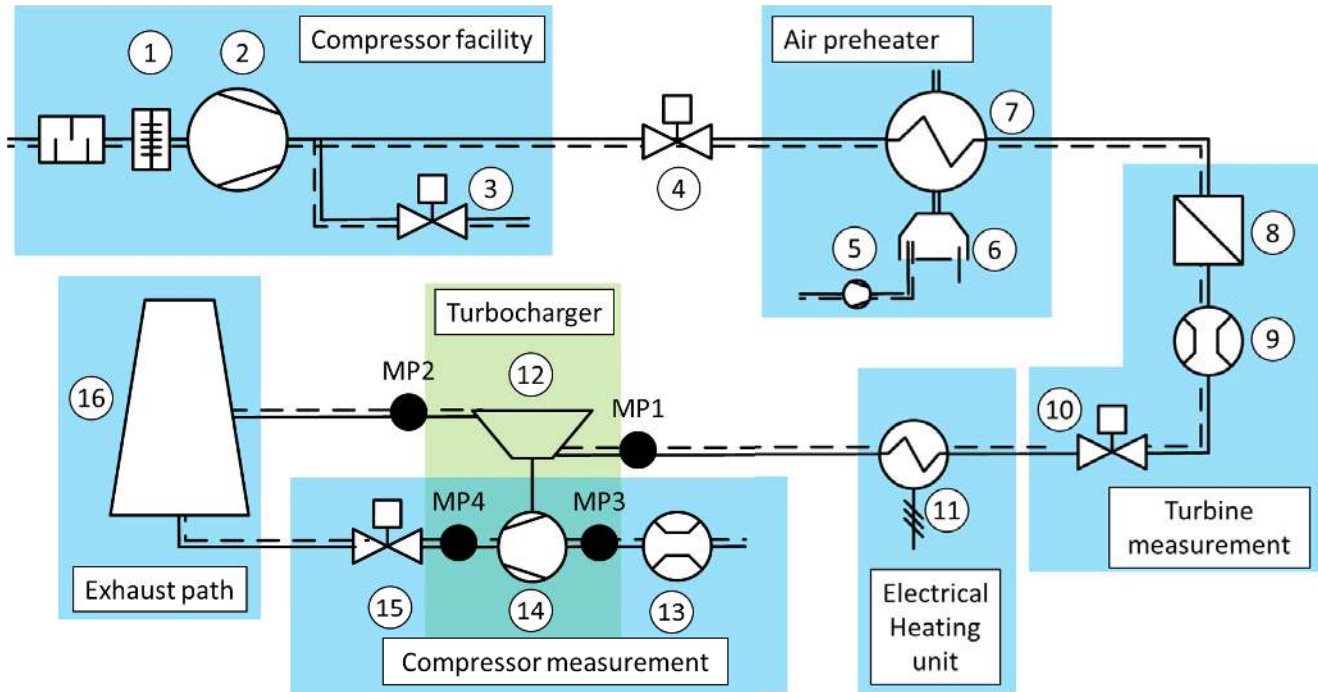 Compressor facility
Air preheater
1
2
3
4
5
6
7
8
9
10
Turbine
measurement
11
Electrical
Heating
unit
Turbocharger
12
MP1
MP2
MP3
MP4
13
14
15
Compressor measurement
16
Exhaust path